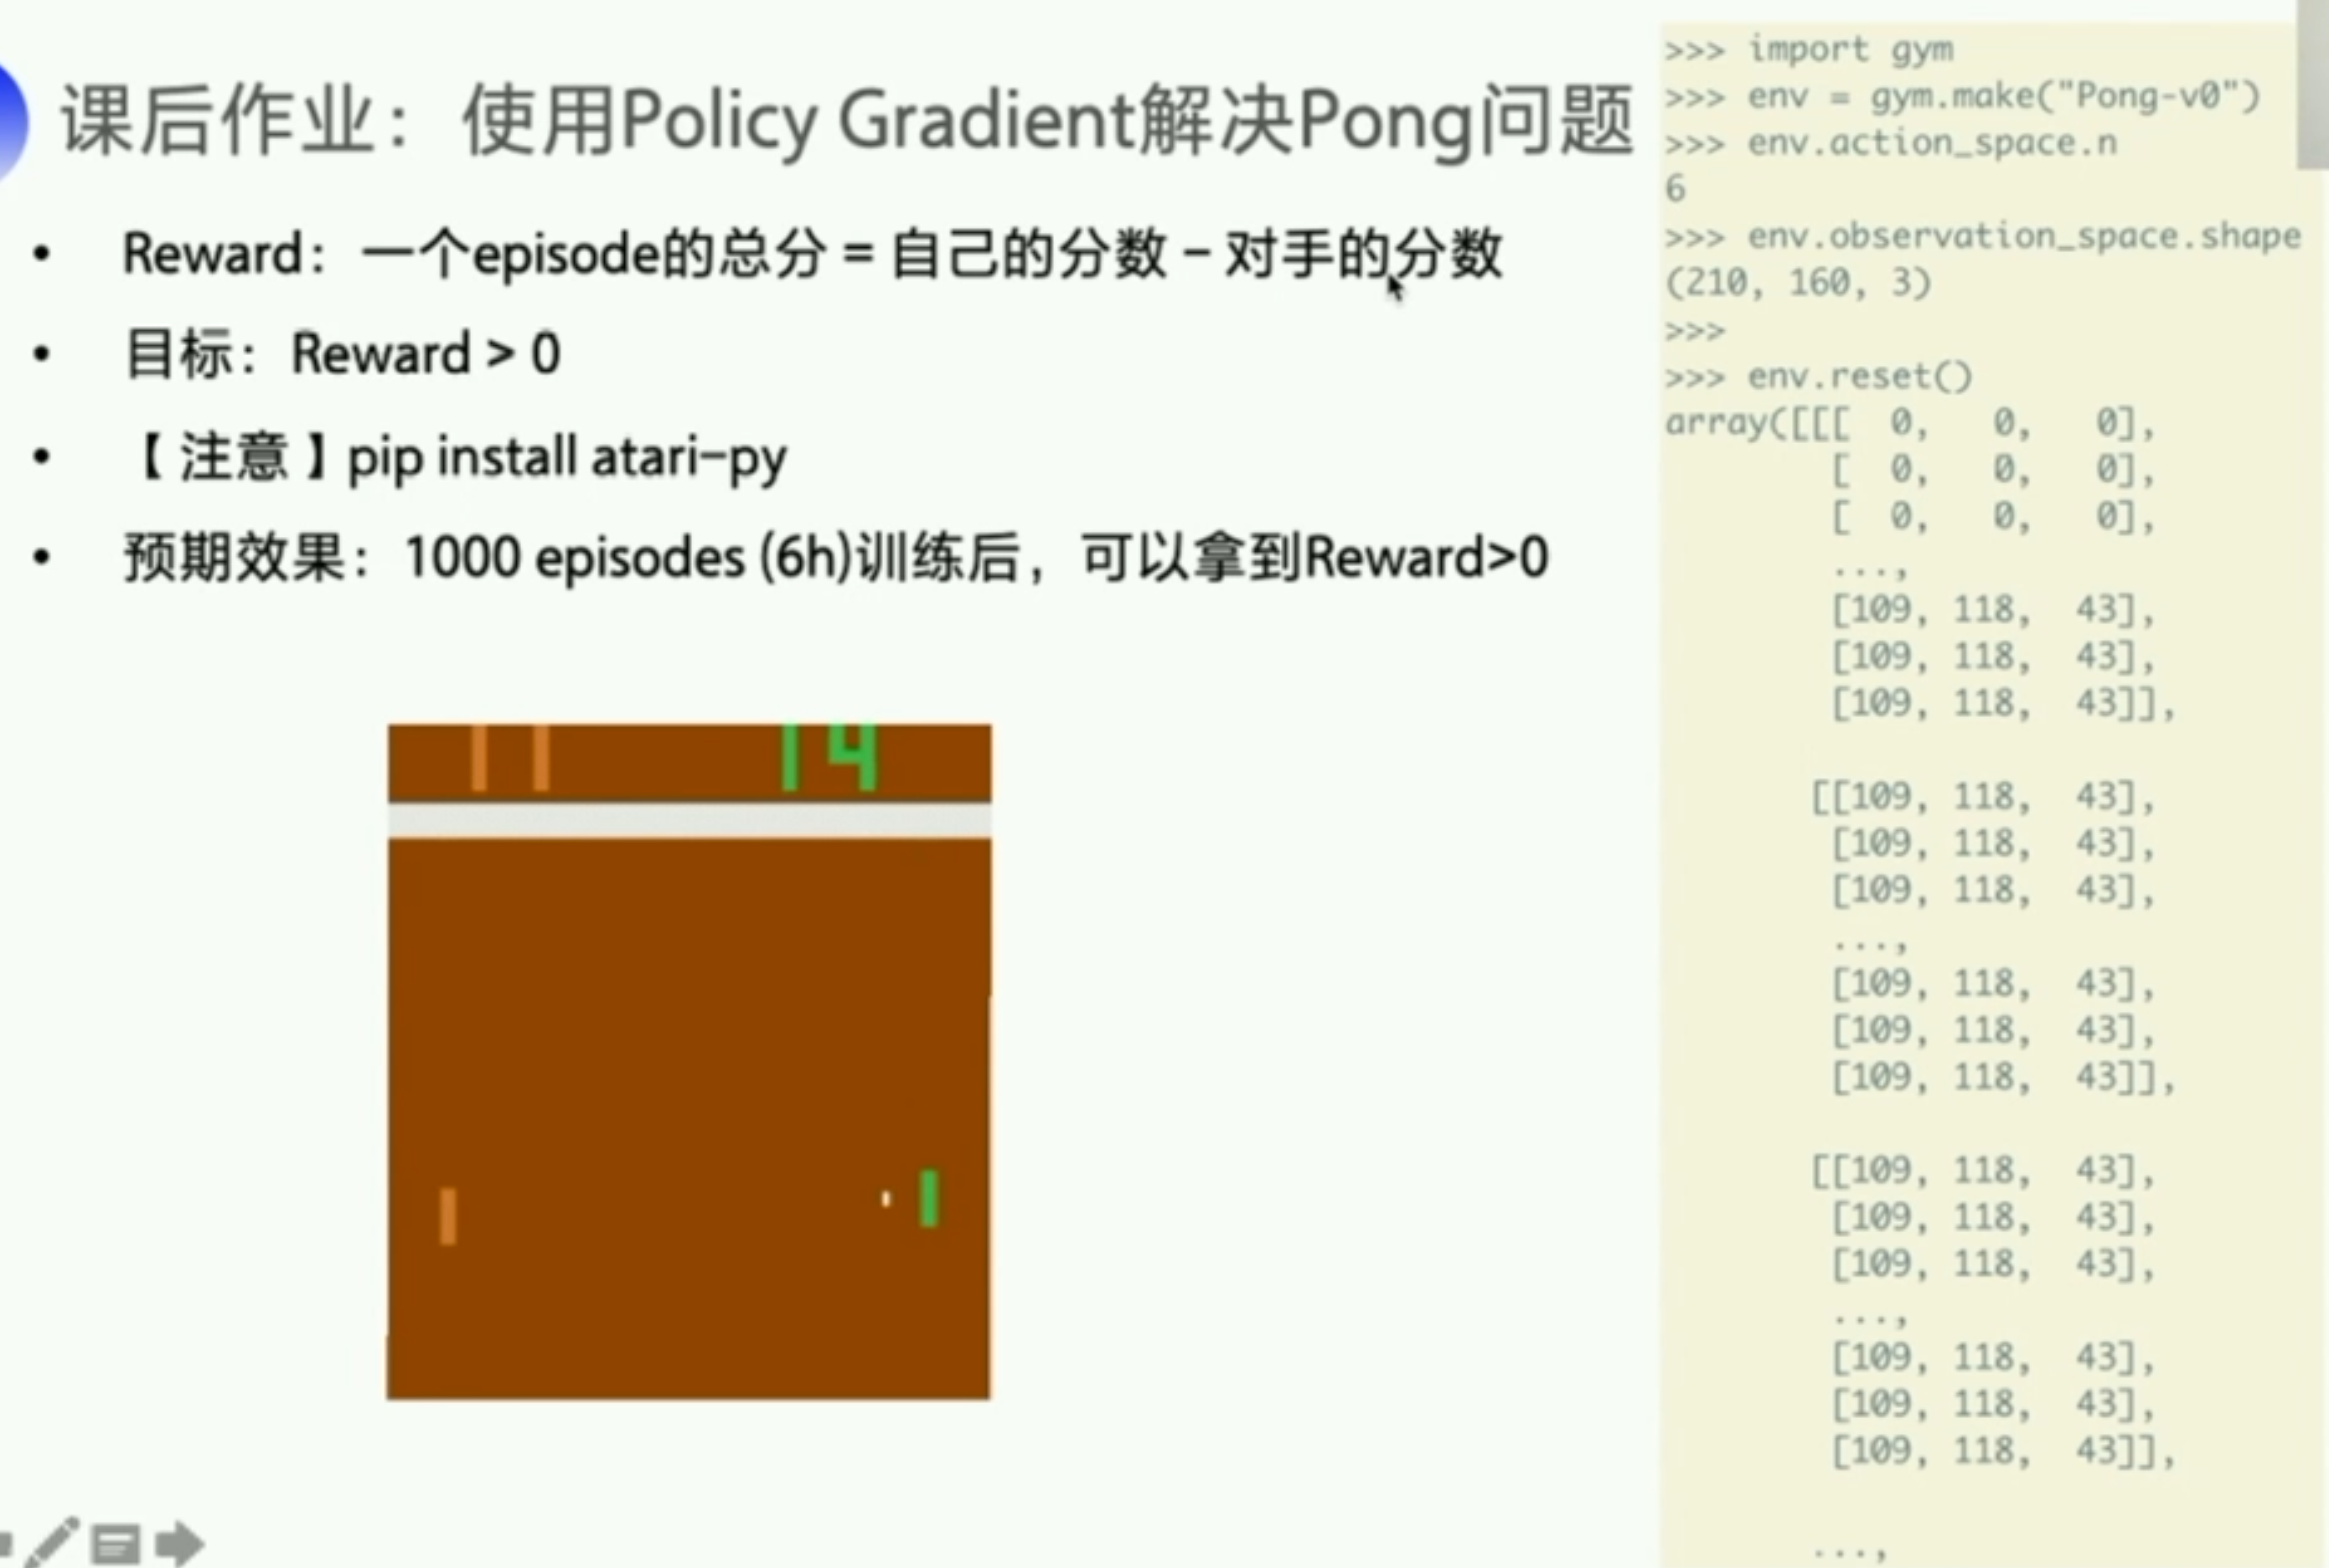 课后作业：使用Policy Gradient解决Pong问题
• Reward：一个episode的总分 = 自己的分数 - 对手的分数
• 目标：Reward > 0
• 【注意】pip install atari-py
• 预期效果：1000 episodes (6h)训练后，可以拿到Reward>0
11 14
>>> import gym
>>> env = gym.make("Pong-v0")
>>> env.action_space.n
6
>>> env.observation_space.shape
(210, 160, 3)
>>>
>>> env.reset()
array([[[  0,   0,   0],
        [  0,   0,   0],
        [  0,   0,   0],
        ...,
        [109, 118,  43],
        [109, 118,  43],
        [109, 118,  43]],
       [[109, 118,  43],
        [109, 118,  43],
        [109, 118,  43],
        ...,
        [109, 118,  43],
        [109, 118,  43],
        [109, 118,  43]],
       [[109, 118,  43],
        [109, 118,  43],
        [109, 118,  43],
        ...,
        [109, 118,  43],
        [109, 118,  43],
        [109, 118,  43]],
       ...,